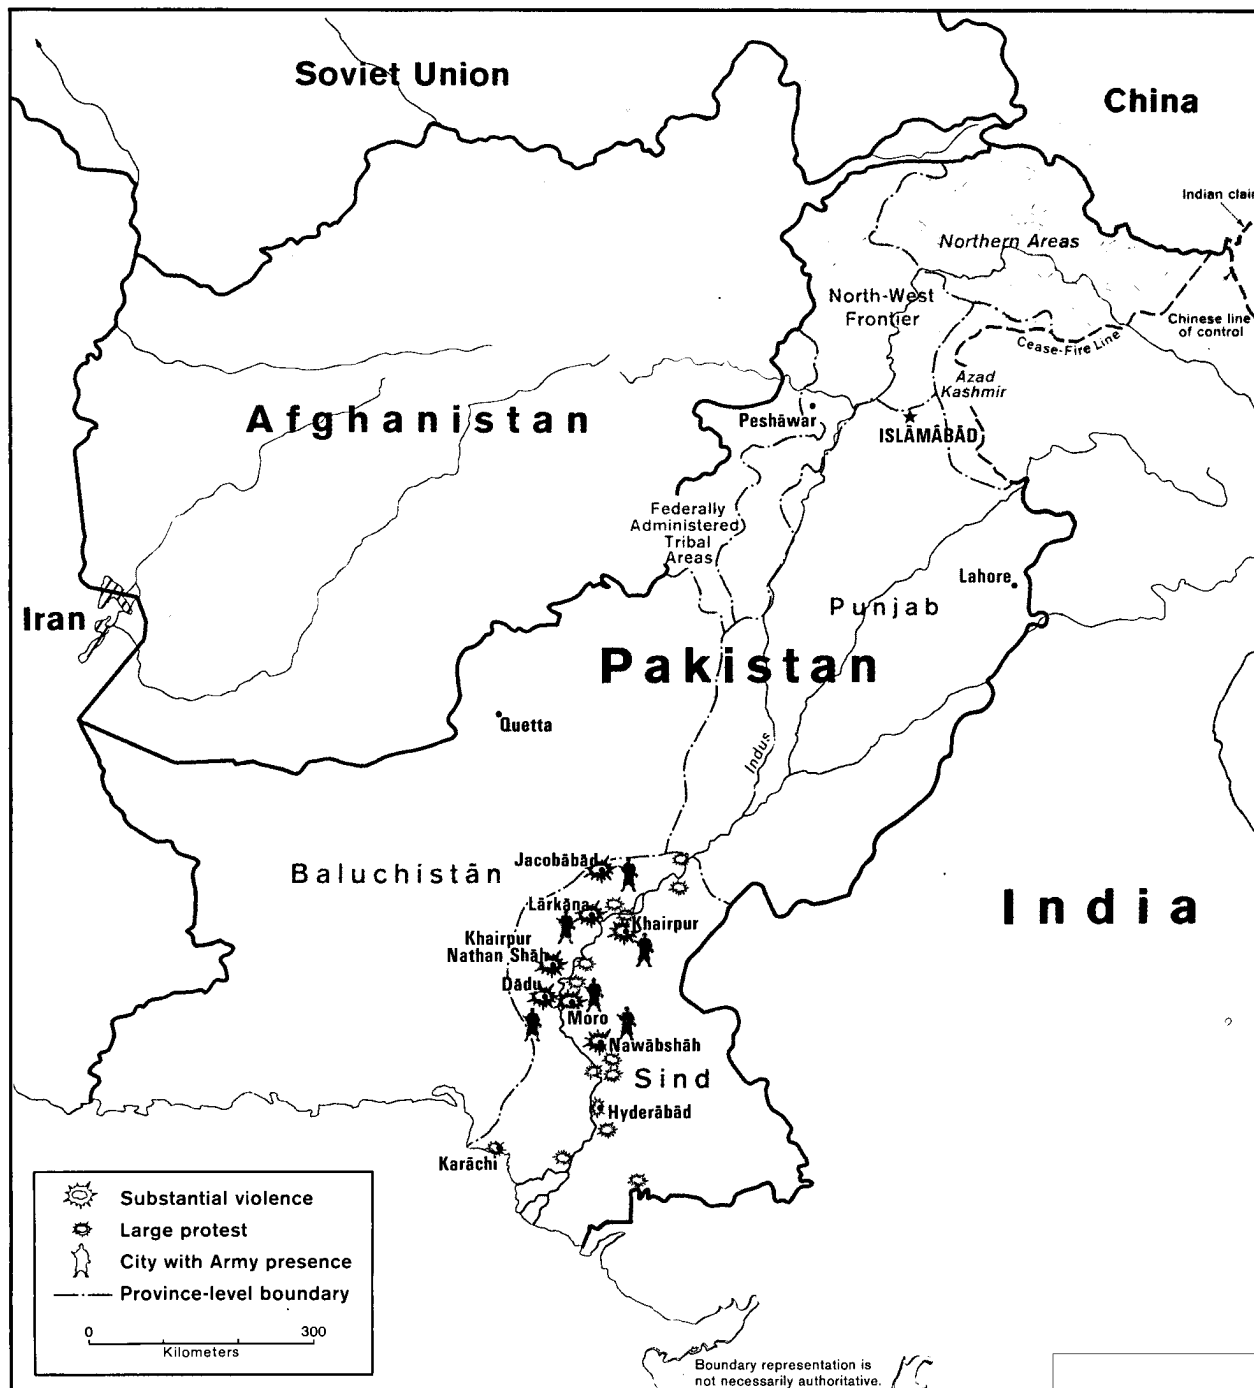 Soviet Union
China
Indian clai
Northern Areas
North-West
Frontier
Chinese line
of control
Cease-Fire Line
Azad
Kashmir
Afghanistan
Peshāwar
ISLĀMĀBĀD
Federally
Administered
Tribal
Areas
Lahore
Iran
Punjab
Pakistan
Quetta
Indus
Jacobābād
Baluchistān
India
Lārkāna
Khairpur
Khairpur
Nathan Shāh
Dādu
Moro
Nawābshāh
Sind
Hyderābād
Karāchi
Substantial violence
Large protest
City with Army presence
Province-level boundary
0 300
Kilometers
Boundary representation is
not necessarily authoritative.